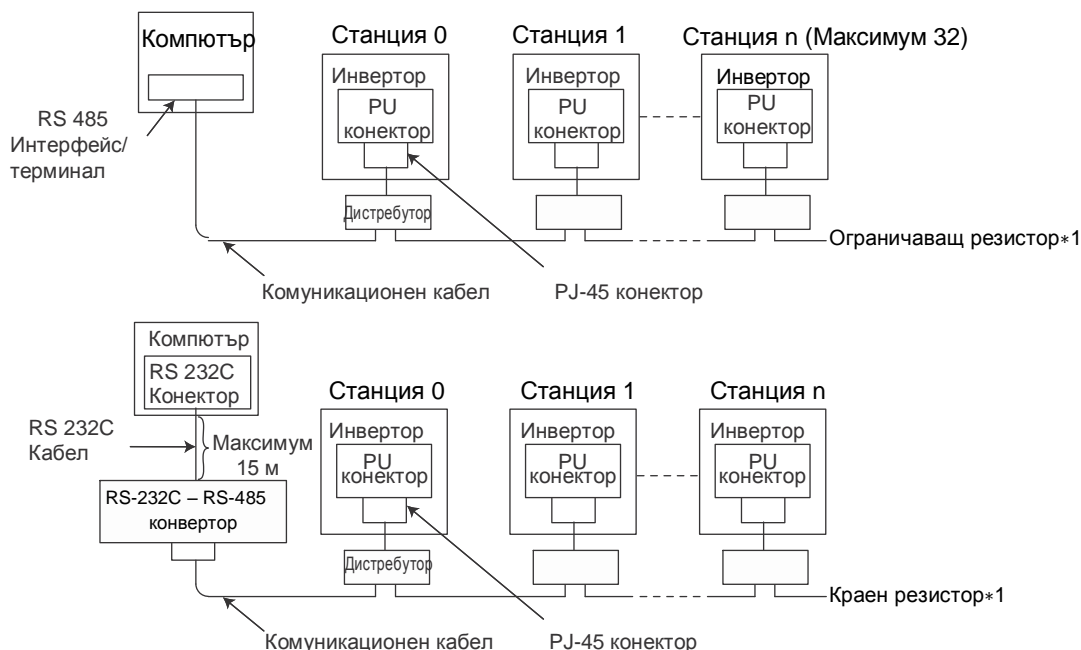 Компютър
Станция 0
Станция 1
Станция n (Максимум 32)
Инвертор
Инвертор
Инвертор
PU
конектор
PU
конектор
PU
конектор
RS 485
Интерфейс/
терминал
Дистребутор
Ограничаващ резистор*1
Комуникационен кабел
PJ-45 конектор
Компютър
RS 232C
Конектор
Станция 0
Станция 1
Станция n
RS 232C
Кабел
Максимум
15 м
Инвертор
Инвертор
Инвертор
PU
конектор
PU
конектор
PU
конектор
RS-232C – RS-485
конвертор
Дистребутор
Краен резистор*1
Комуникационен кабел
PJ-45 конектор